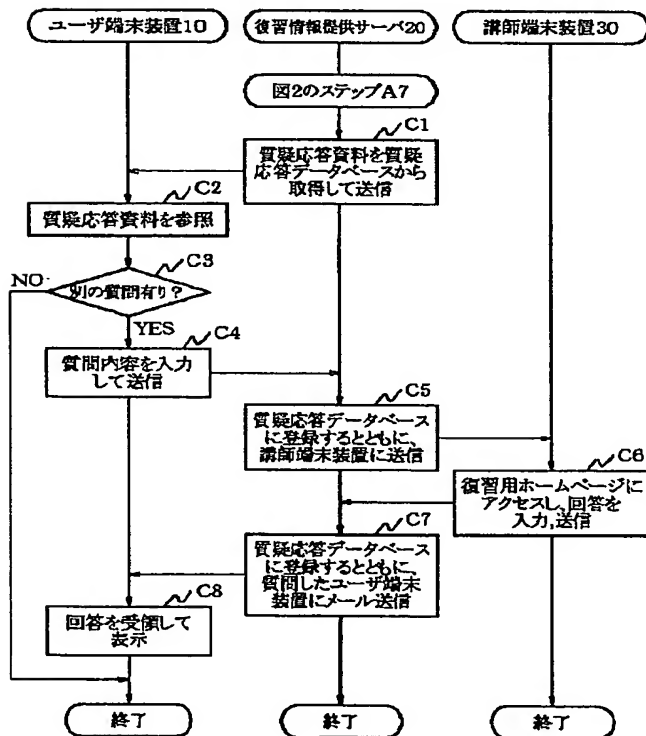 ユーザ端末装置10
復習情報提供サーバ20
講師端末装置30
図2のステップA7
C1
質疑応答資料を質疑
応答データベースから
取得して送信
C2
質疑応答資料を参照
C3
NO
別の質問有り?
YES
C4
質問内容を入力
して送信
C5
質疑応答データベース
に登録するとともに、
講師端末装置に送信
C6
復習用ホームページに
アクセスし、回答を
入力,送信
C7
質疑応答データベース
に登録するとともに、
質問したユーザ端末
装置にメール送信
C8
回答を受領して
表示
終了
終了
終了